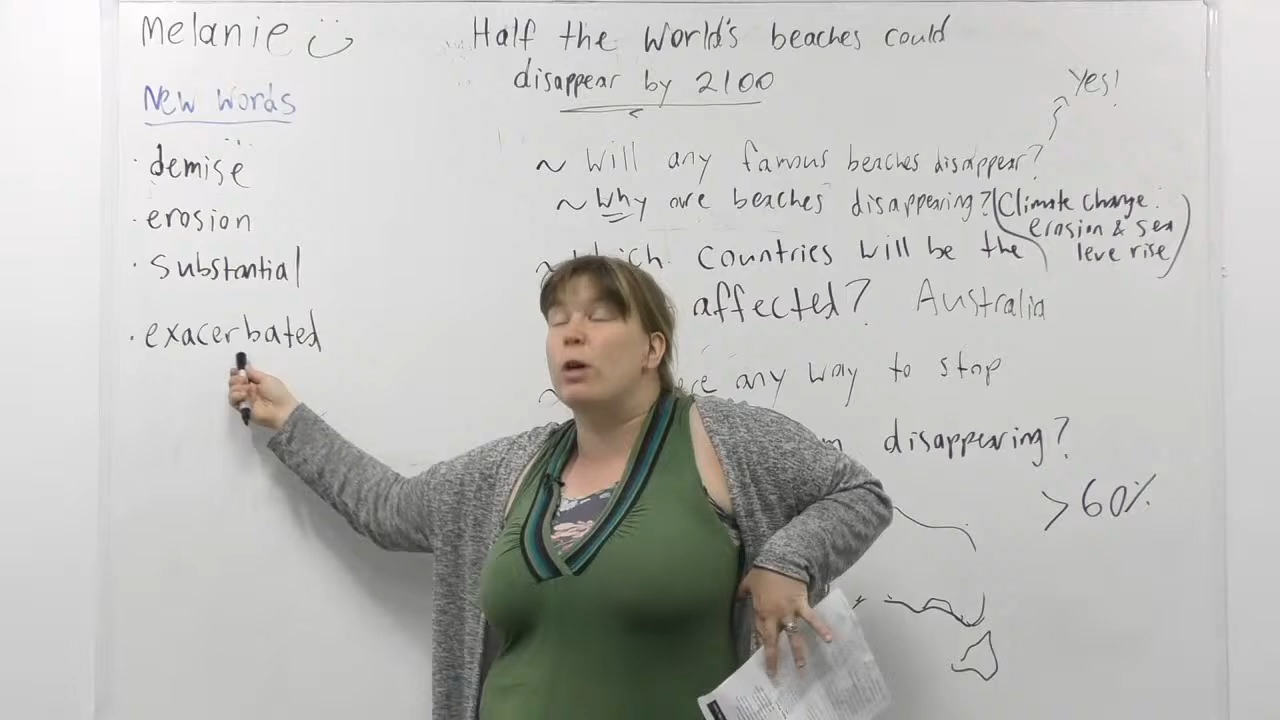 Melanie
New Words
demise
erosion
substantial
exacerbated
Half the world's beaches could
disappear by 2100
~ Will any famous beaches disappear?
Yes!
~ Why are beaches disappearing? (Climate change:
erosion & sea
leve rise)
~ which countries will be the
affected? Australia
any way to stop
disappearing?
>60%